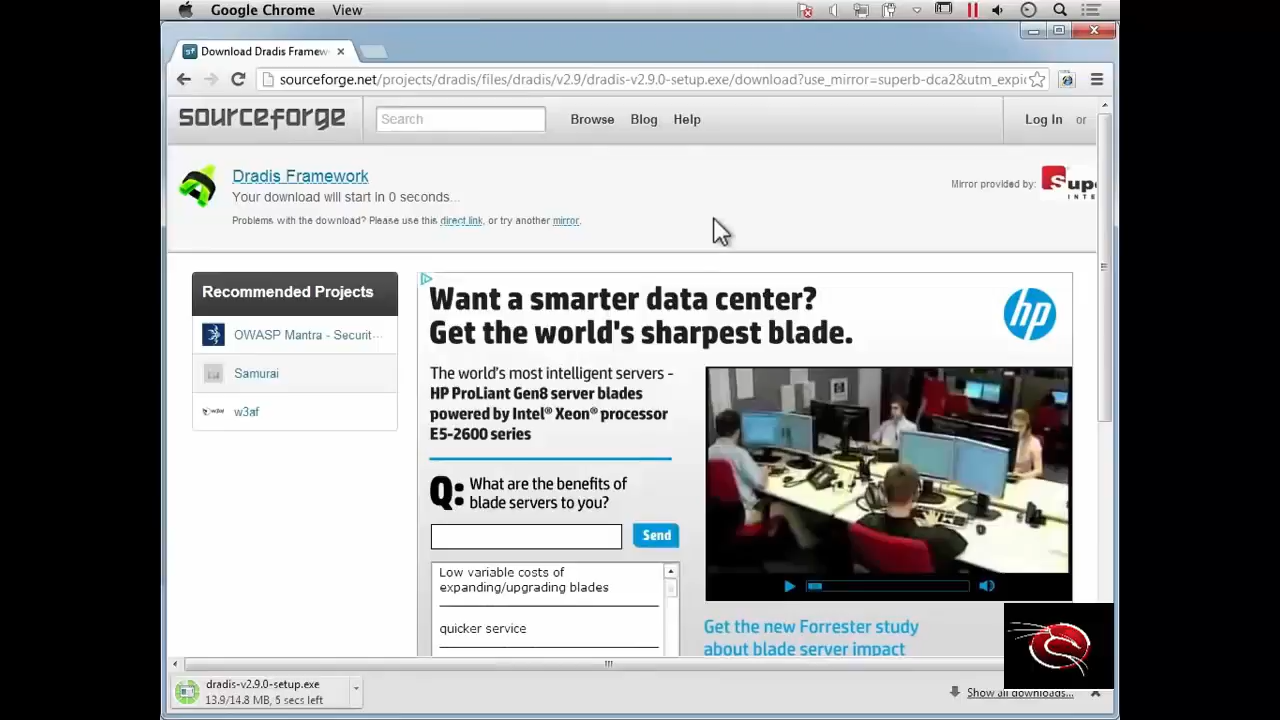 Google Chrome View
Download Dradis Framew
sourceforge.net/projects/dradis/files/dradis/v2.9/dradis-v2.9.0-setup.exe/download?use_mirror=superb-dca2&utm_expi
sourceforge Search Browse Blog Help Log In or
Dradis Framework
Your download will start in 0 seconds...
Mirror provided by: Sup
INTE
Problems with the download? Please use this direct link, or try another mirror.
Recommended Projects
OWASP Mantra - Securit...
Samurai
w3af
Want a smarter data center?
Get the world's sharpest blade.
hp
The world's most intelligent servers -
HP ProLiant Gen8 server blades
powered by Intel® Xeon® processor
E5-2600 series
Q: What are the benefits of
blade servers to you?
Send
Low variable costs of
expanding/upgrading blades
quicker service
Get the new Forrester study
about blade server impact
dradis-v2.9.0-setup.exe
13.9/14.8 MB, 5 secs left
Show all downloads...